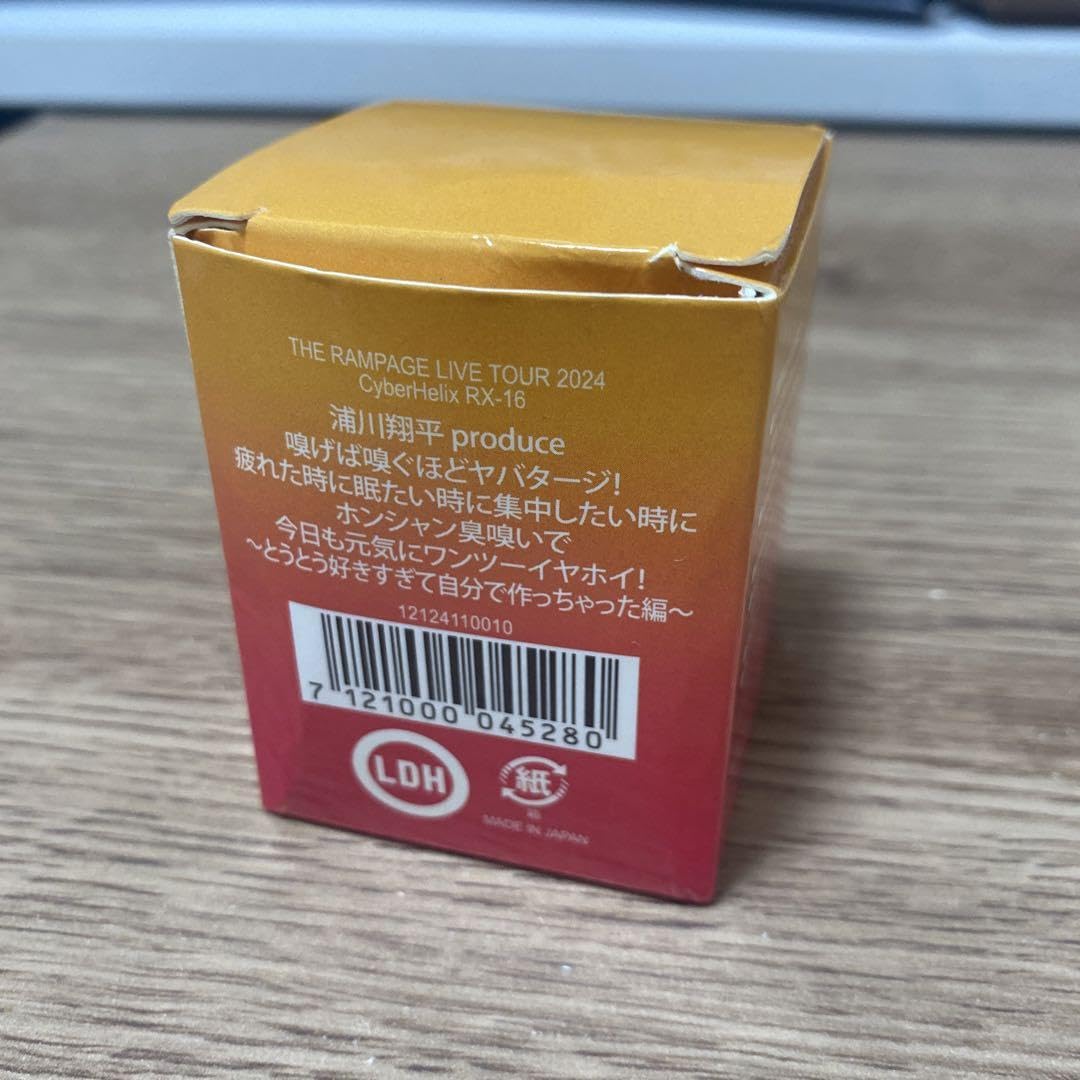 THE RAMPAGE LIVE TOUR 2024
CyberHelix RX-16
浦川翔平 produce
嗅げば嗅ぐほどヤバタージ!
疲れた時に眠たい時に集中したい時に
ホンシャン臭嗅いで
今日も元気にワンツーイヤホイ!
～とうとう好きすぎて自分で作っちゃった編～
12124110010
7 121000 045280
LDH
紙
箱
MADE IN JAPAN